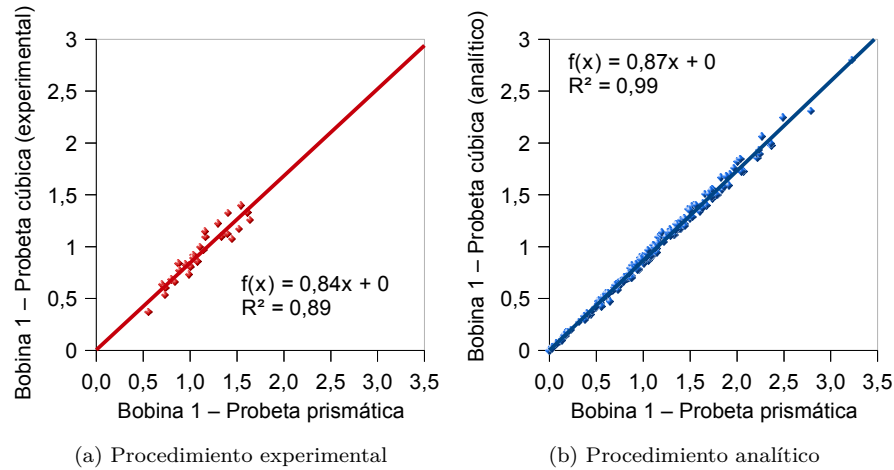 3
2,5
2
1,5
1
0,5
0
0,0 0,5 1,0 1,5 2,0 2,5 3,0 3,5
Bobina 1 – Probeta cúbica (experimental)
f(x) = 0,84x + 0
R² = 0,89
Bobina 1 – Probeta prismática
(a) Procedimiento experimental
3
2,5
2
1,5
1
0,5
0
0,0 0,5 1,0 1,5 2,0 2,5 3,0 3,5
Bobina 1 – Probeta cúbica (analítico)
f(x) = 0,87x + 0
R² = 0,99
Bobina 1 – Probeta prismática
(b) Procedimiento analítico